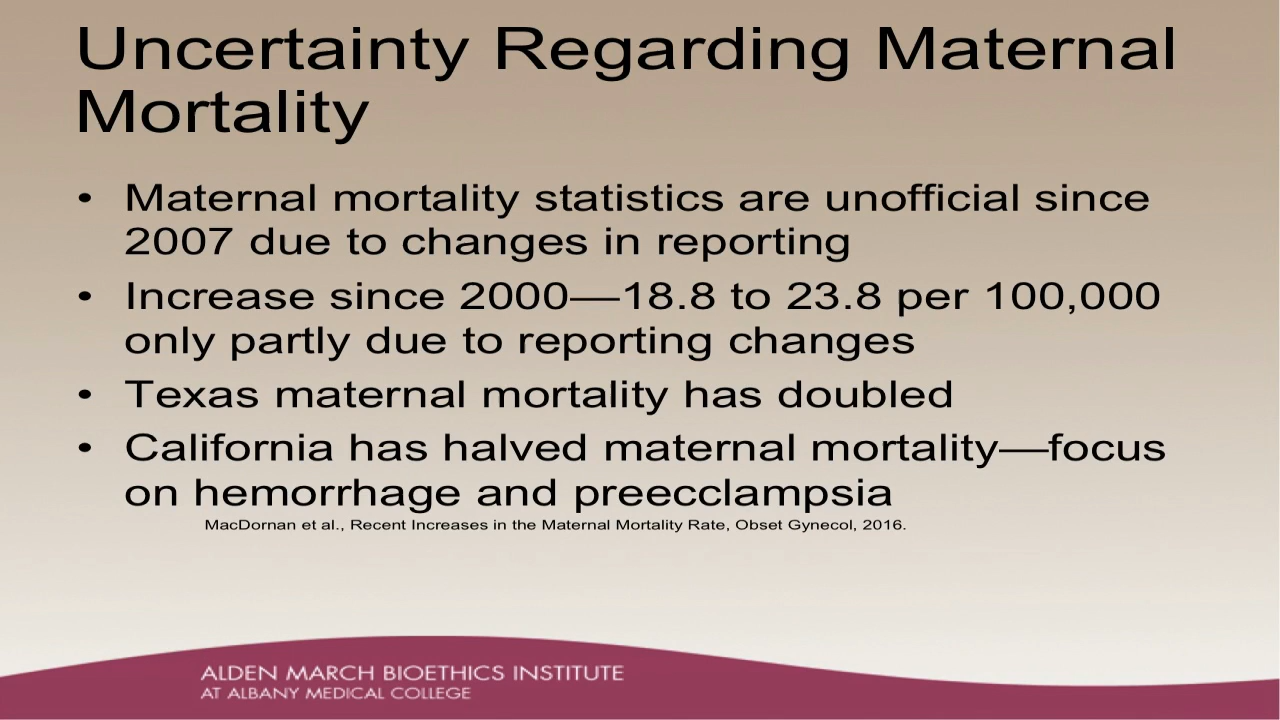 Uncertainty Regarding Maternal
Mortality
• Maternal mortality statistics are unofficial since
2007 due to changes in reporting
• Increase since 2000—18.8 to 23.8 per 100,000
only partly due to reporting changes
• Texas maternal mortality has doubled
• California has halved maternal mortality—focus
on hemorrhage and preecclampsia
MacDornan et al., Recent Increases in the Maternal Mortality Rate, Obset Gynecol, 2016.
ALDEN MARCH BIOETHICS INSTITUTE
AT ALBANY MEDICAL COLLEGE